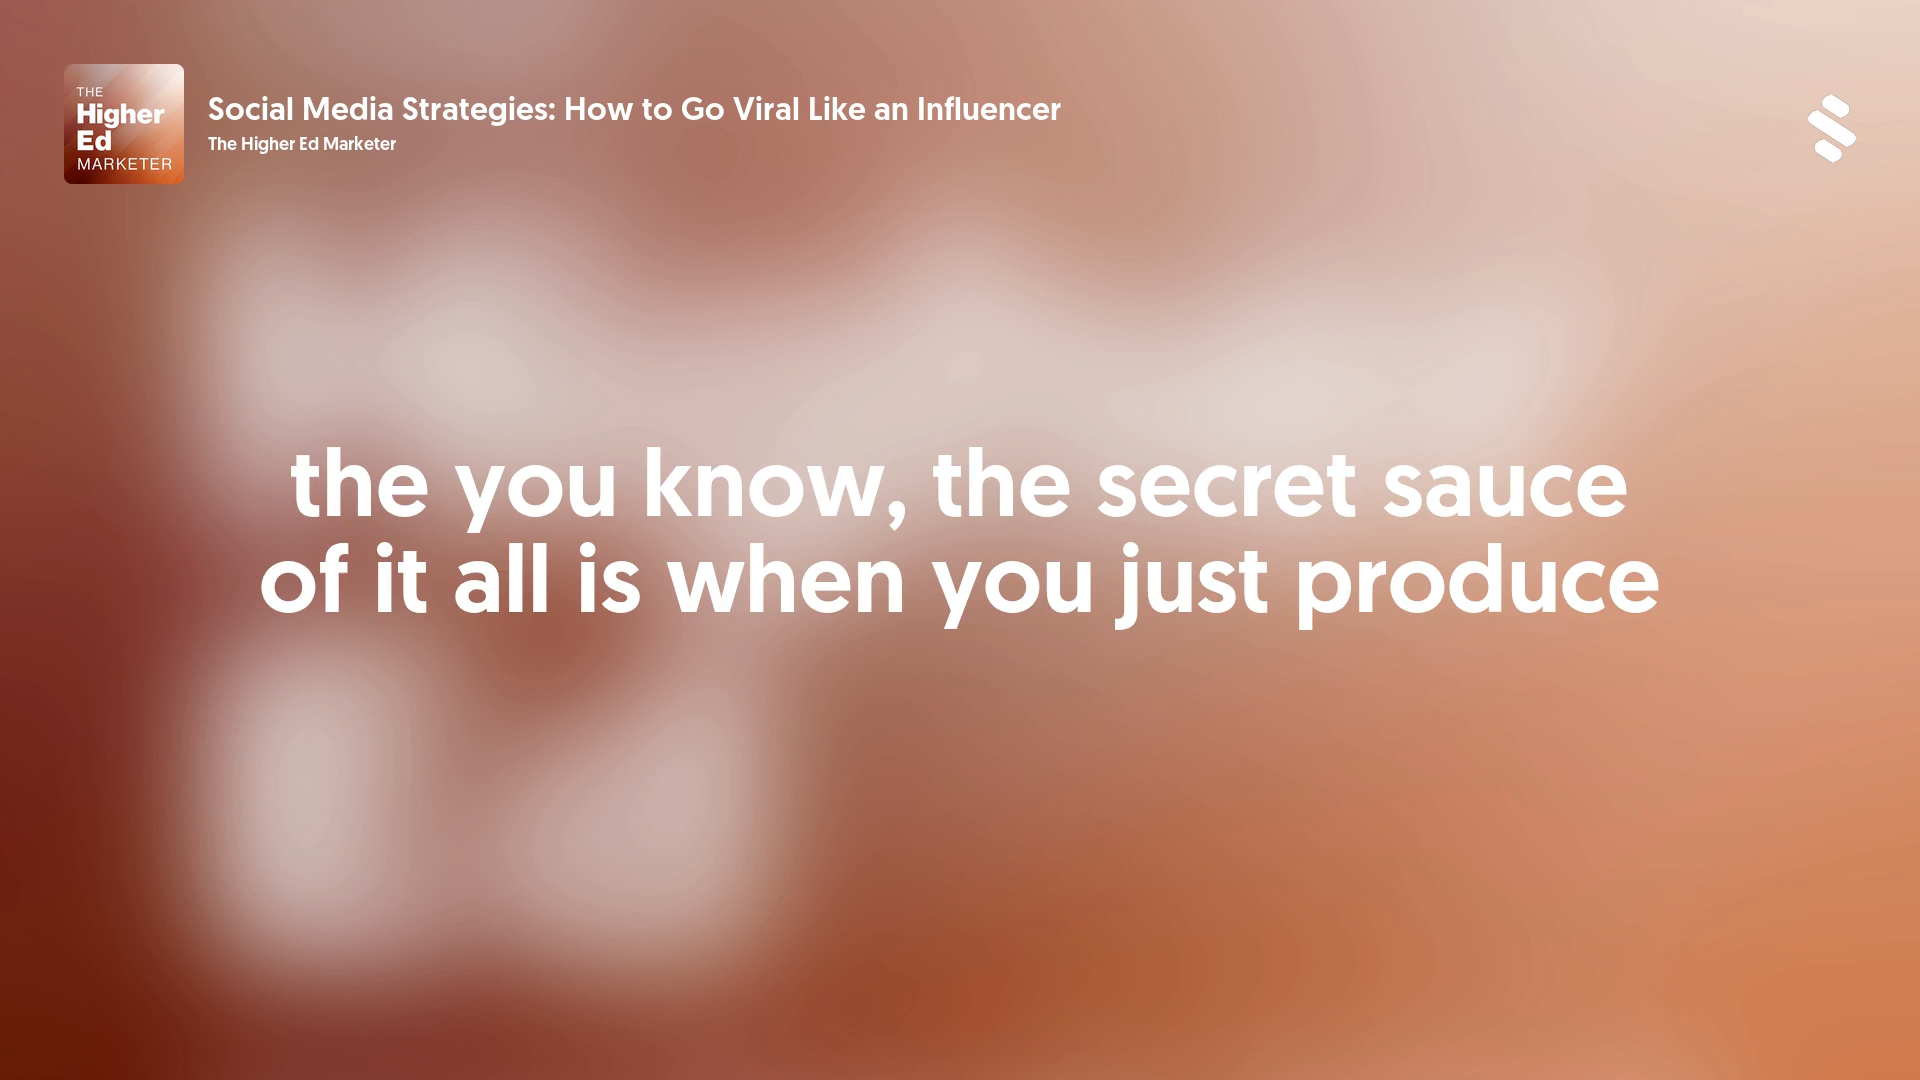 THE
Higher
Ed
MARKETER
Social Media Strategies: How to Go Viral Like an Influencer
The Higher Ed Marketer
the you know, the secret sauce
of it all is when you just produce